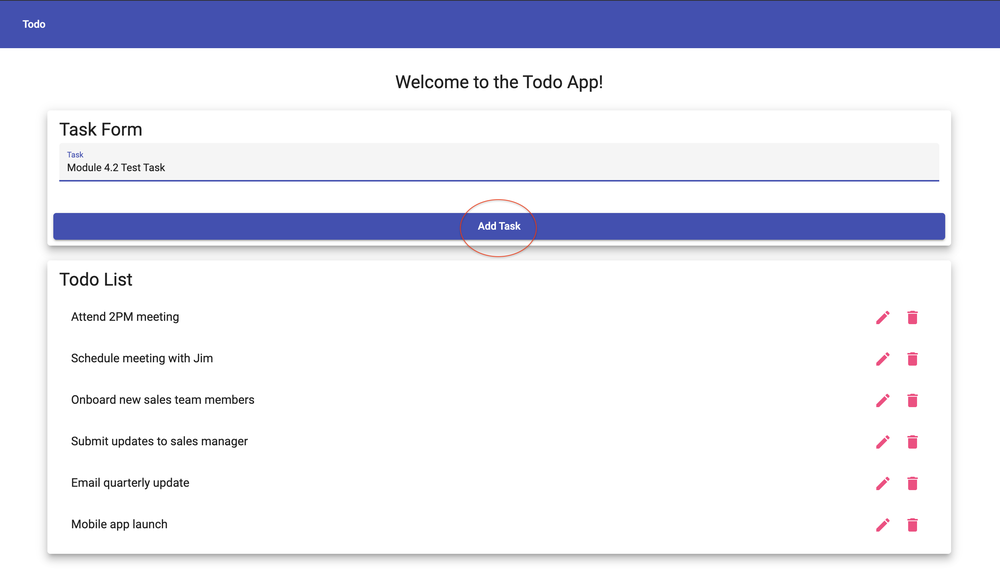 Todo
Welcome to the Todo App!
Task Form
Task
Module 4.2 Test Task
Add Task
Todo List
Attend 2PM meeting
Schedule meeting with Jim
Onboard new sales team members
Submit updates to sales manager
Email quarterly update
Mobile app launch